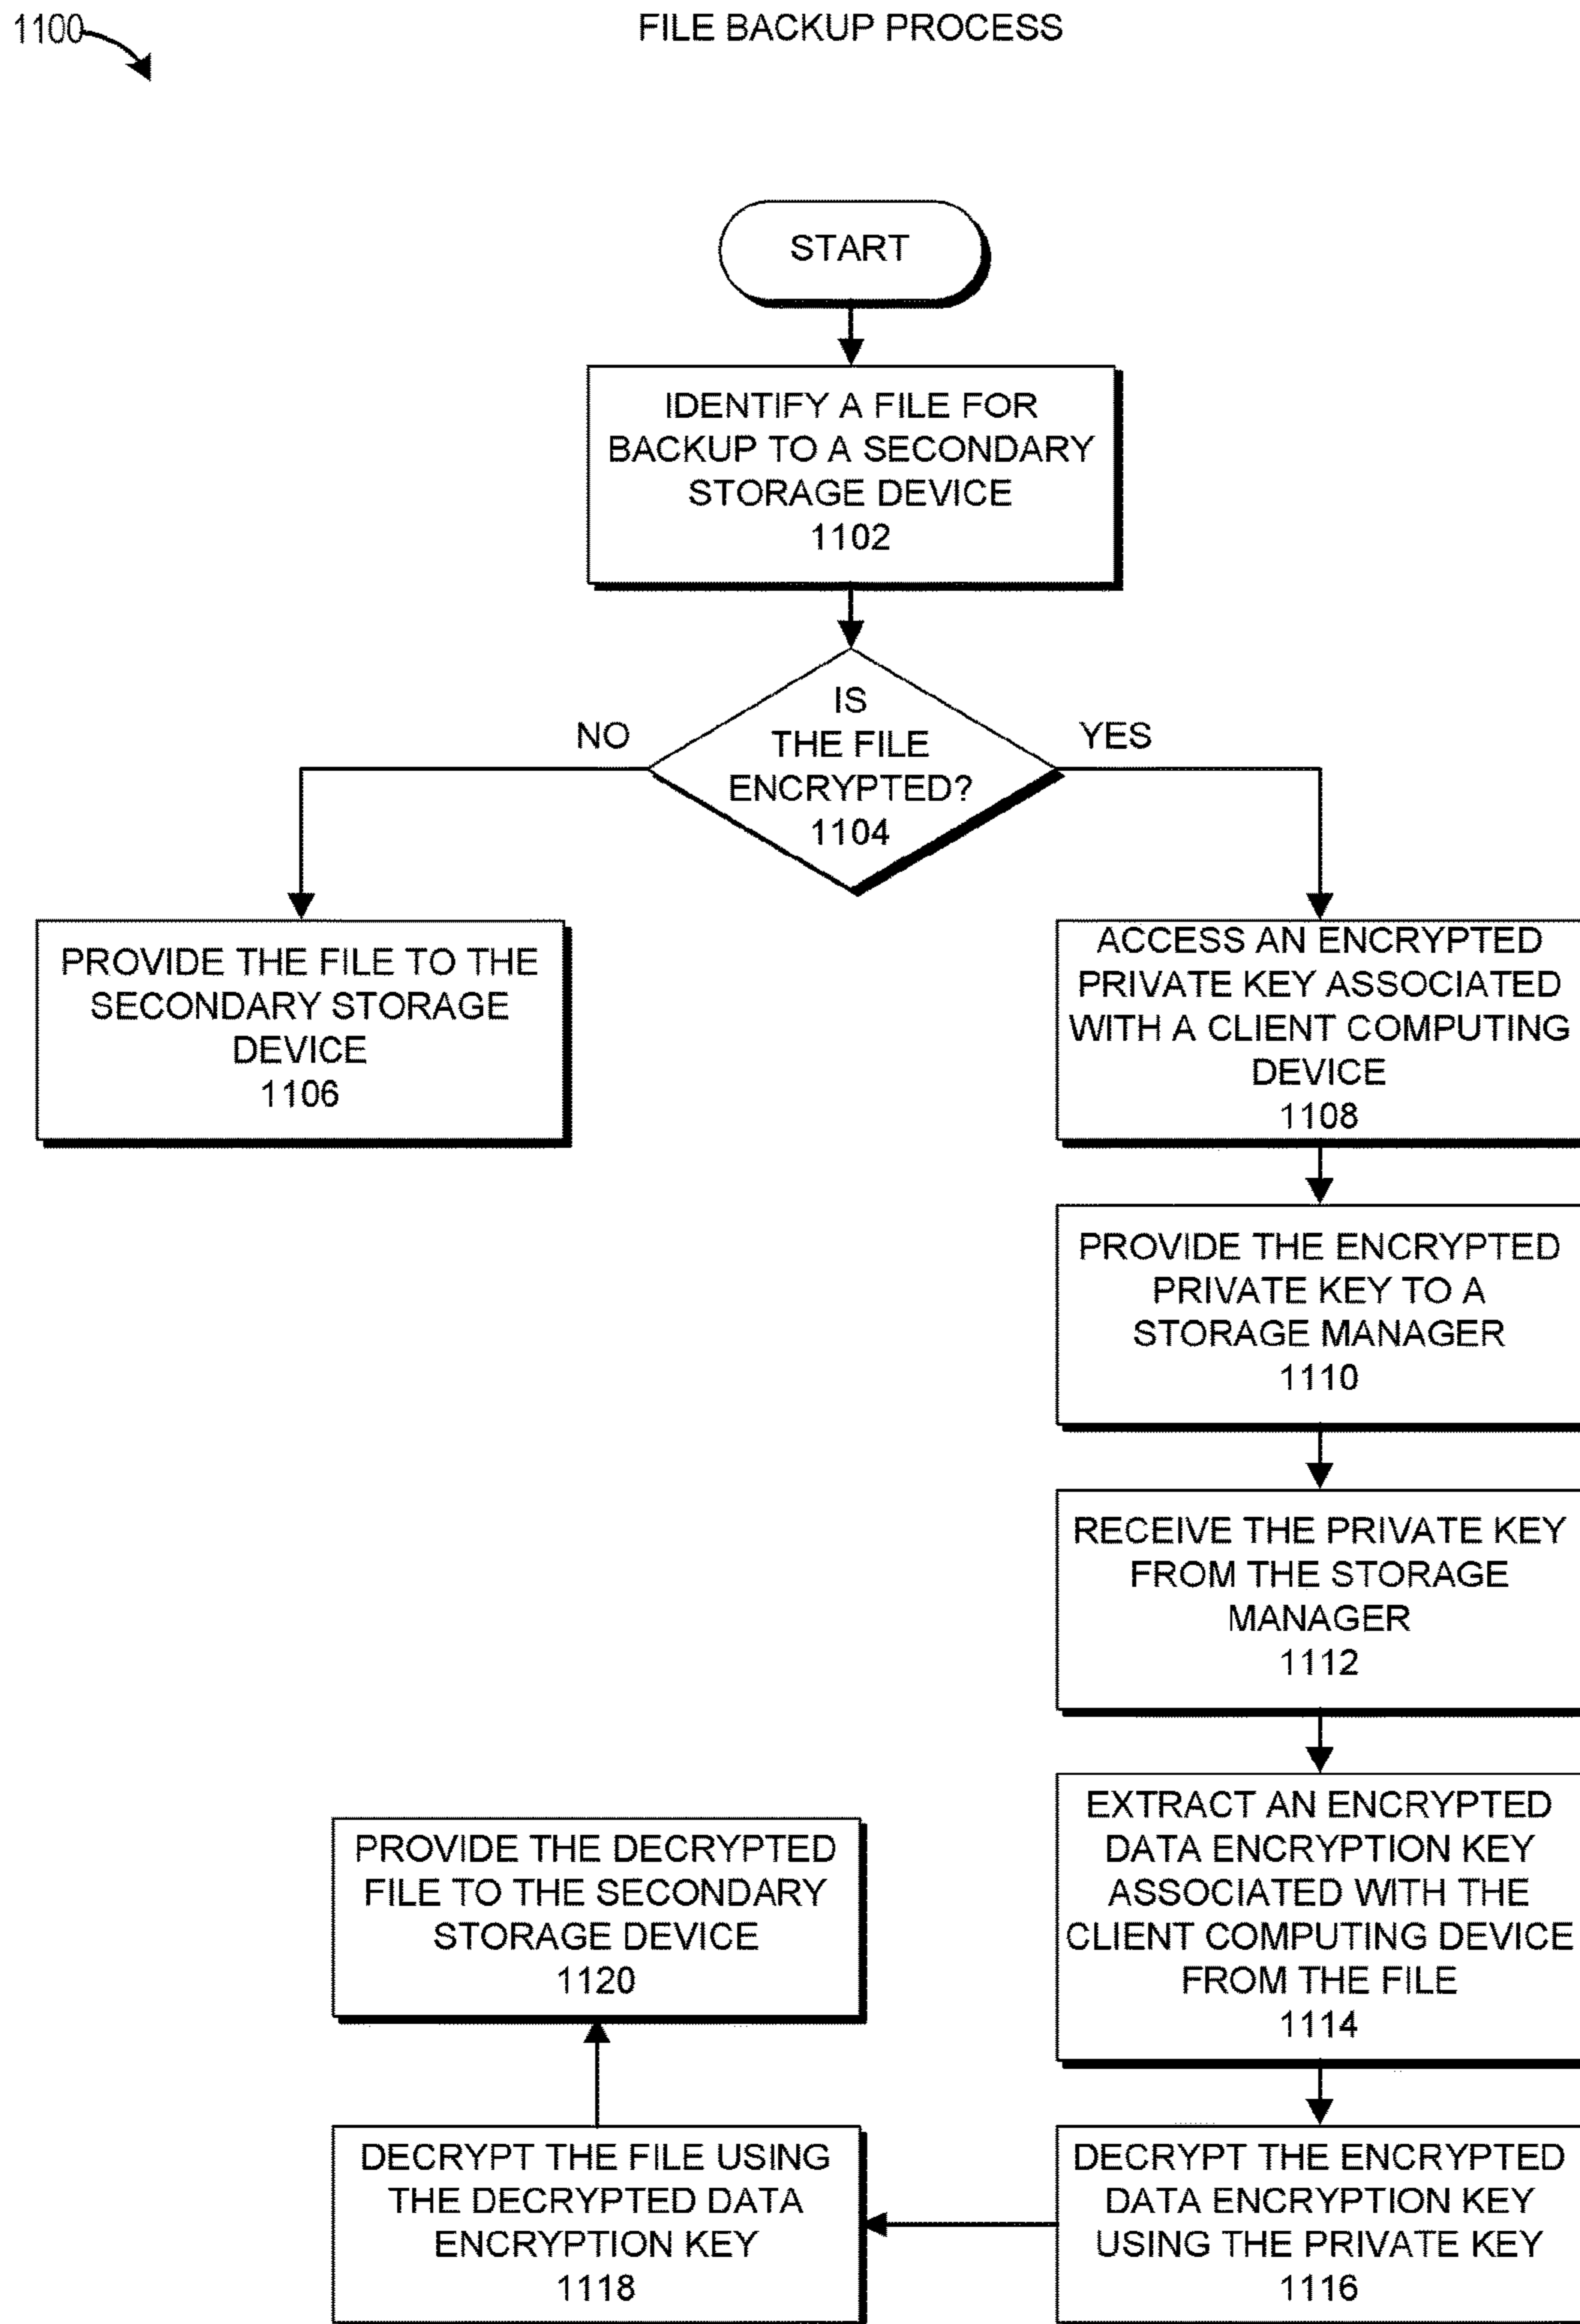 1100
FILE BACKUP PROCESS
START
IDENTIFY A FILE FOR
BACKUP TO A SECONDARY
STORAGE DEVICE
1102
IS
THE FILE
ENCRYPTED?
1104
NO
YES
PROVIDE THE FILE TO THE
SECONDARY STORAGE
DEVICE
1106
ACCESS AN ENCRYPTED
PRIVATE KEY ASSOCIATED
WITH A CLIENT COMPUTING
DEVICE
1108
PROVIDE THE ENCRYPTED
PRIVATE KEY TO A
STORAGE MANAGER
1110
RECEIVE THE PRIVATE KEY
FROM THE STORAGE
MANAGER
1112
EXTRACT AN ENCRYPTED
DATA ENCRYPTION KEY
ASSOCIATED WITH THE
CLIENT COMPUTING DEVICE
FROM THE FILE
1114
DECRYPT THE ENCRYPTED
DATA ENCRYPTION KEY
USING THE PRIVATE KEY
1116
DECRYPT THE FILE USING
THE DECRYPTED DATA
ENCRYPTION KEY
1118
PROVIDE THE DECRYPTED
FILE TO THE SECONDARY
STORAGE DEVICE
1120